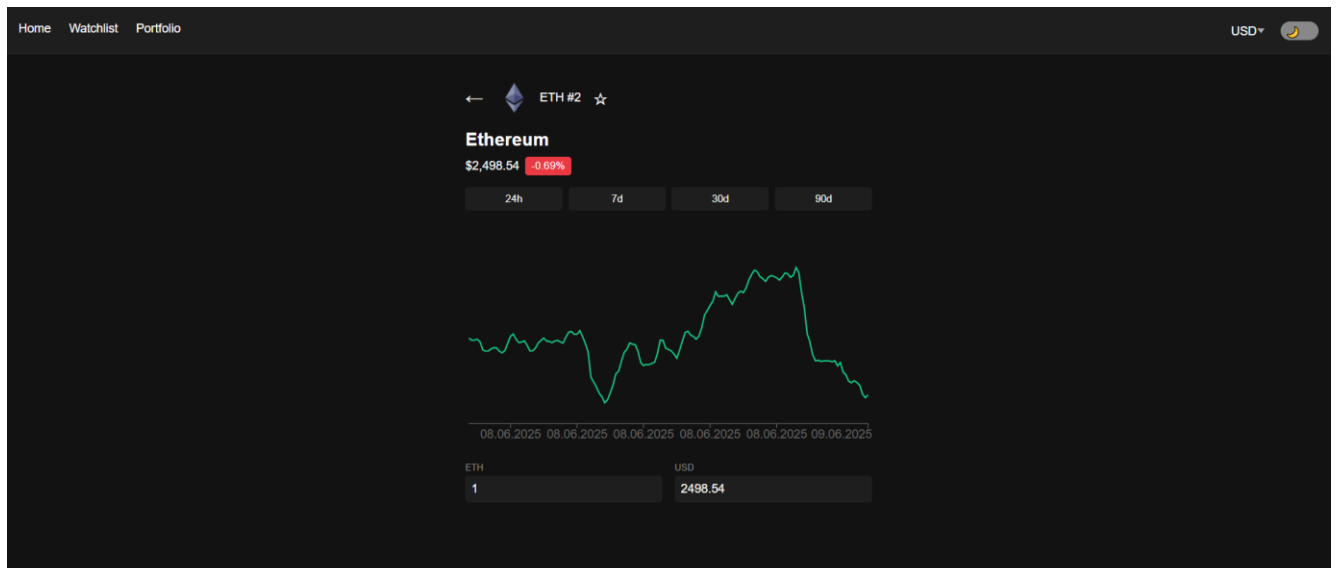 Home Watchlist Portfolio USD
ETH #2
Ethereum
$2,498.54 -0.69%
24h 7d 30d 90d
08.06.2025 08.06.2025 08.06.2025 08.06.2025 08.06.2025 09.06.2025
ETH USD
1 2498.54